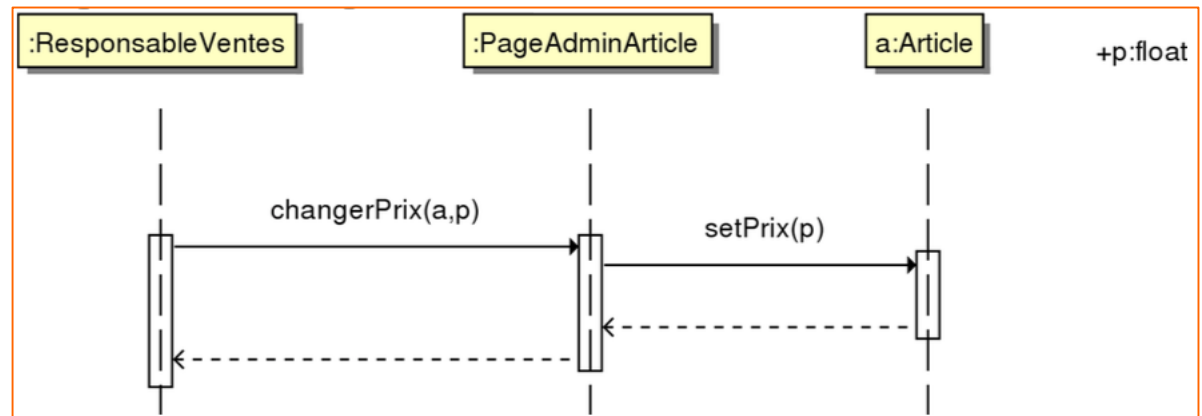 :ResponsableVentes
:PageAdminArticle
a:Article
+p:float
changerPrix(a,p)
setPrix(p)